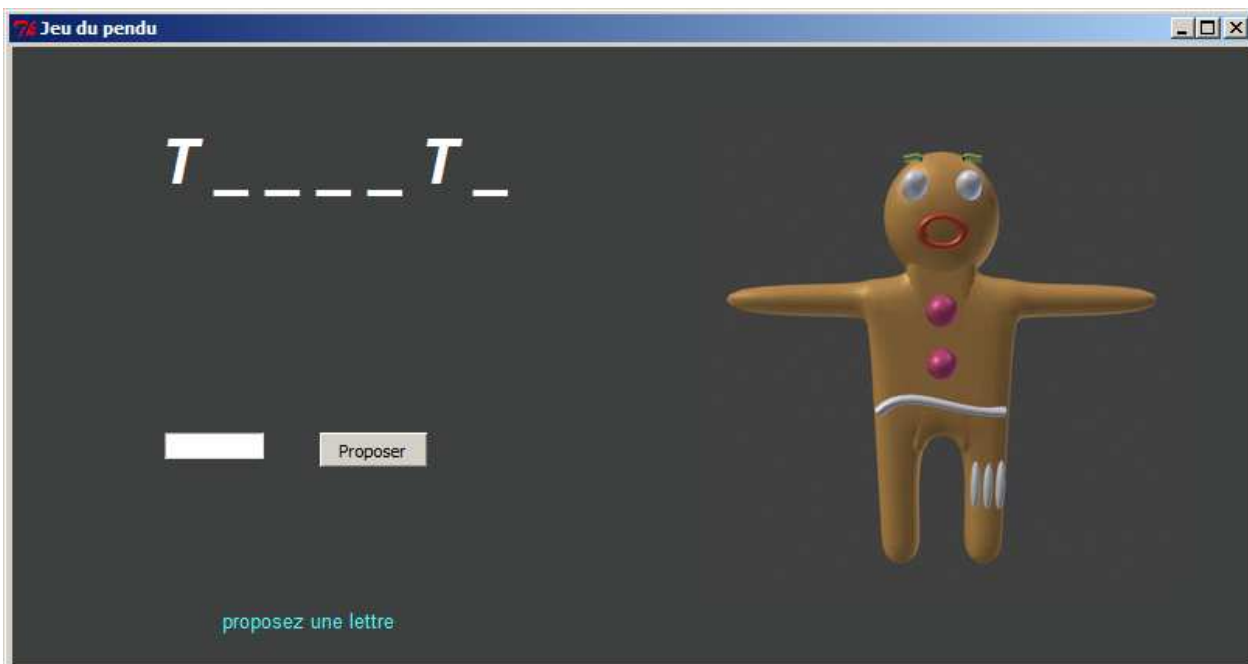 Jeu du pendu
T _ _ _ _ T _
Proposer
proposez une lettre